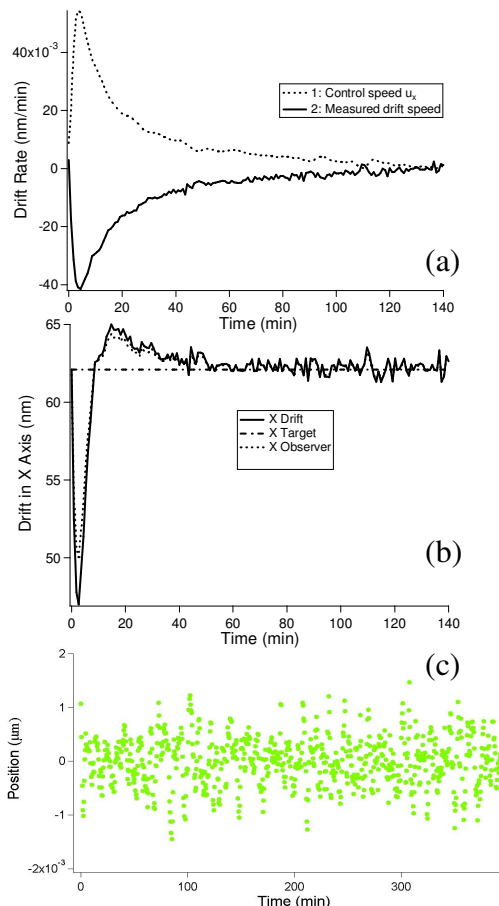 40x10⁻³
20
0
-20
-40
Drift Rate (nm/min)
1: Control speed uₓ
2: Measured drift speed
(a)
0 20 40 60 80 100 120 140
Time (min)
65
60
55
50
Drift in X Axis (nm)
X Drift
X Target
X Observer
(b)
0 20 40 60 80 100 120 140
Time (min)
(c)
2
1
0
-1
-2x10⁻³
Position (µm)
0 100 200 300
Time (min)